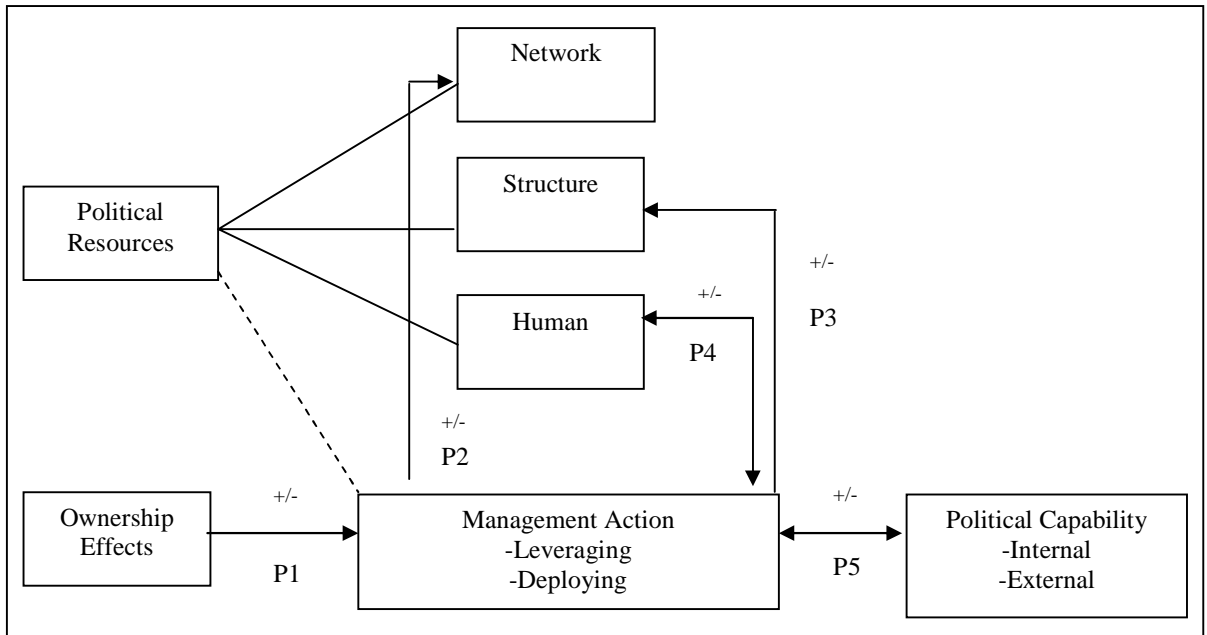 Network
Structure
Political
Resources
+/-
+/-
Human
P3
P4
+/-
P2
+/-
+/-
Ownership
Effects
Management Action
-Leveraging
-Deploying
Political Capability
-Internal
-External
P1
P5